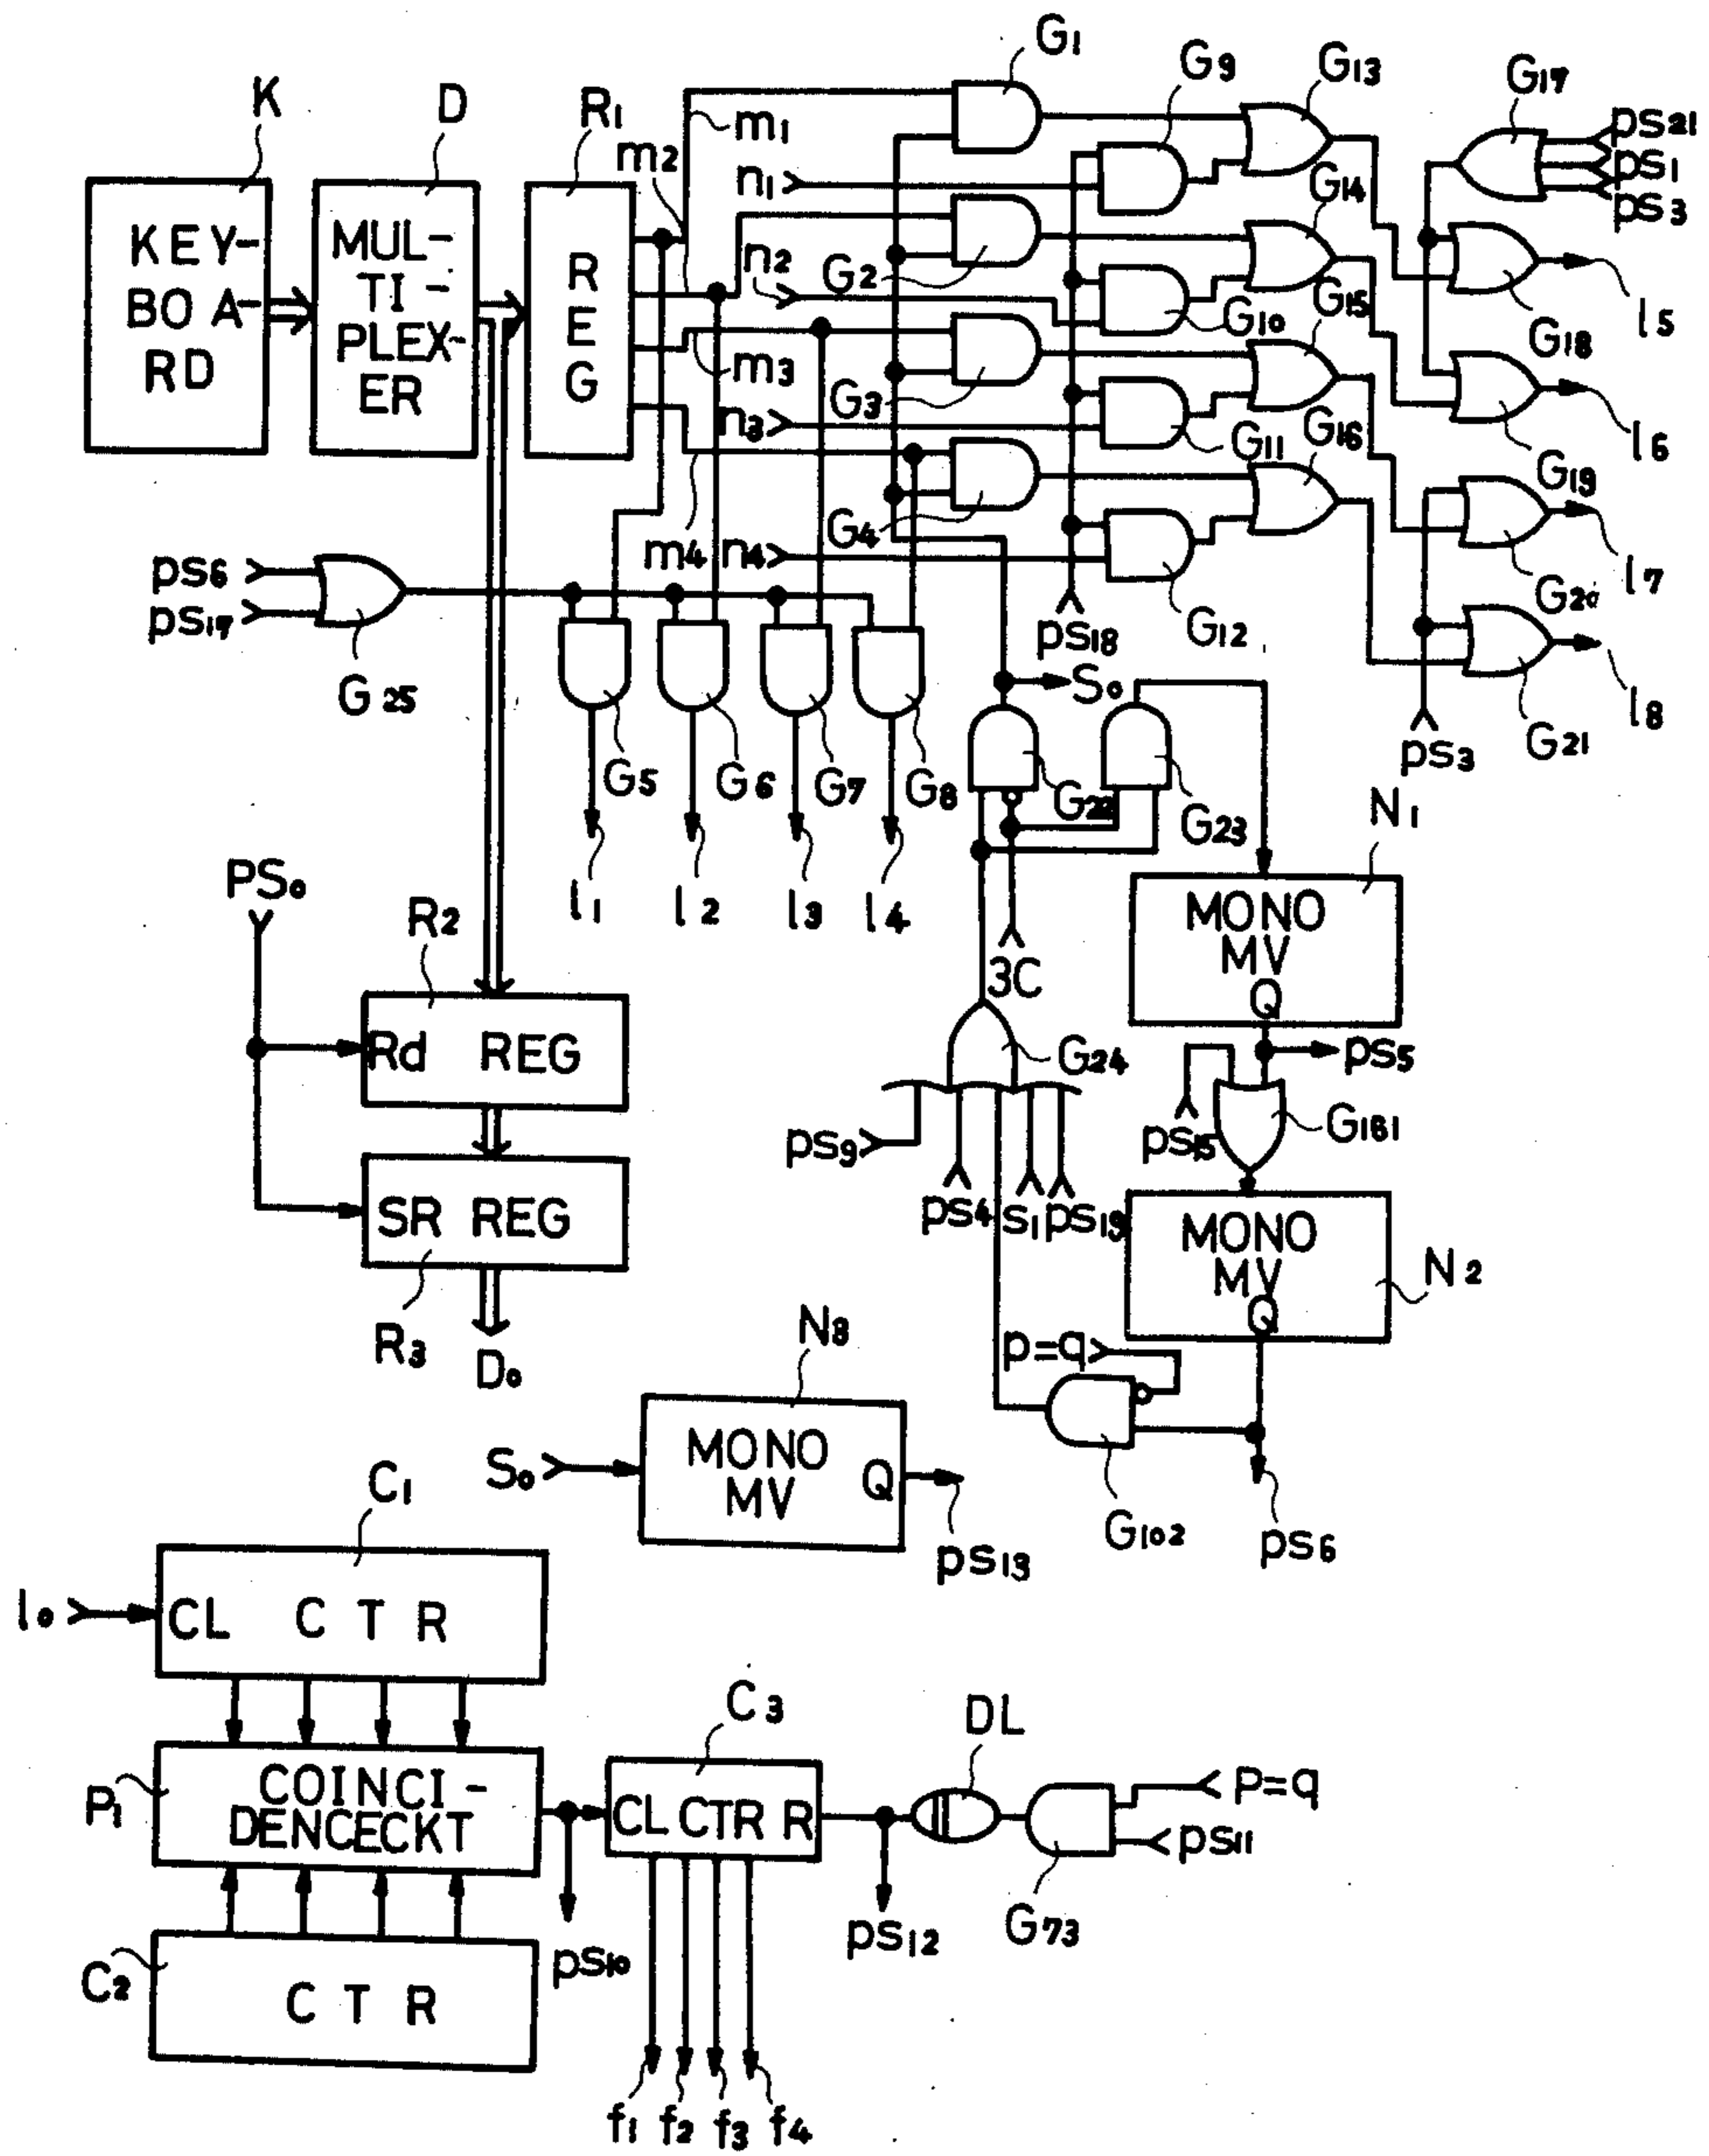 K
D
R1
KEY-
BOA-
RD
MUL-
TI-
PLEX-
ER
R
E
G
m1
m2
m3
m4
n1
n2
n3
n4
G1
G2
G3
G4
G9
G10
G11
G12
G13
G14
G15
G16
G17
G18
G19
G20
G21
ps21
ps1
ps3
l5
l6
l7
l8
ps3
ps18
ps6
ps17
G25
G5
G6
G7
G8
l1
l2
l3
l4
S0
G22
G23
3C
N1
MONO
MV
Q
ps5
ps15
G161
G24
ps9
ps4
s1
ps19
MONO
MV
Q
N2
p=q
G102
ps6
PS0
R2
Rd REG
SR REG
R3
D0
N3
S0
MONO
MV
Q
ps13
C1
l0
CL CTR
P1
COINCI-
DENCECKT
C2
CTR
ps10
C3
CL CTR R
f1
f2
f3
f4
DL
ps12
G73
P=q
ps11